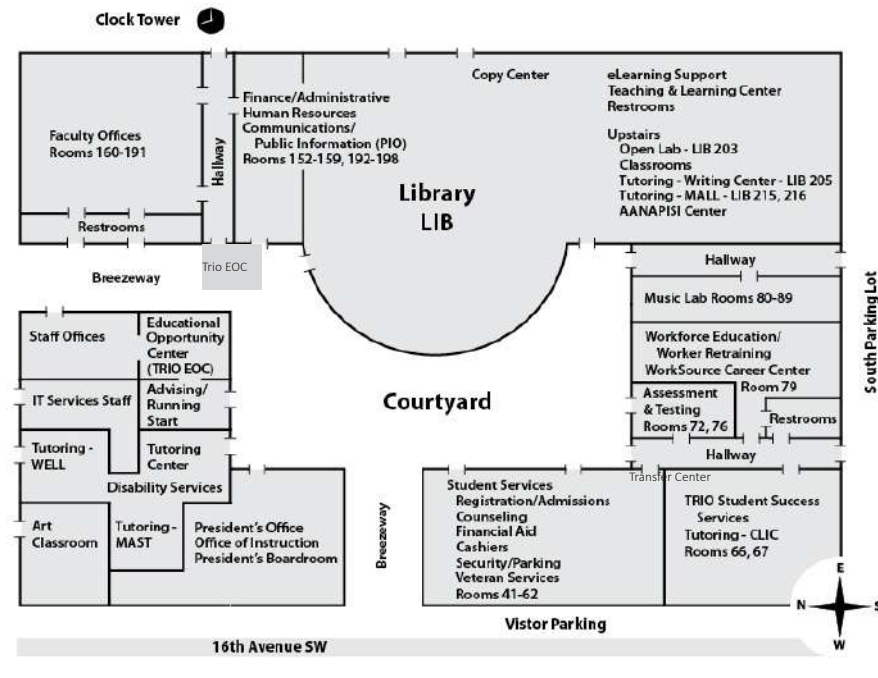 Clock Tower
Faculty Offices
Rooms 160-191
Restrooms
Hallway
Finance/Administrative
Human Resources
Communications/
Public Information (PIO)
Rooms 152-159, 192-198
Copy Center
Library
LIB
eLearning Support
Teaching & Learning Center
Restrooms
Upstairs
Open Lab - LIB 203
Classrooms
Tutoring - Writing Center - LIB 205
Tutoring - MALL - LIB 215, 216
AANAPISI Center
Breezeway
Trio EOC
Hallway
Music Lab Rooms 80-89
Workforce Education/
Worker Retraining
WorkSource Career Center
Room 79
Assessment
& Testing
Rooms 72, 76
Restrooms
Hallway
South Parking Lot
Staff Offices
Educational
Opportunity
Center
(TRIO EOC)
IT Services Staff
Advising/
Running
Start
Tutoring -
WELL
Tutoring
Center
Disability Services
Art
Classroom
Tutoring -
MAST
President's Office
Office of Instruction
President's Boardroom
Courtyard
Breezeway
Student Services
Registration/Admissions
Counseling
Financial Aid
Cashiers
Security/Parking
Veteran Services
Rooms 41-62
Transfer Center
TRIO Student Success
Services
Tutoring - CLIC
Rooms 66, 67
Vistor Parking
16th Avenue SW
E
N
S
W